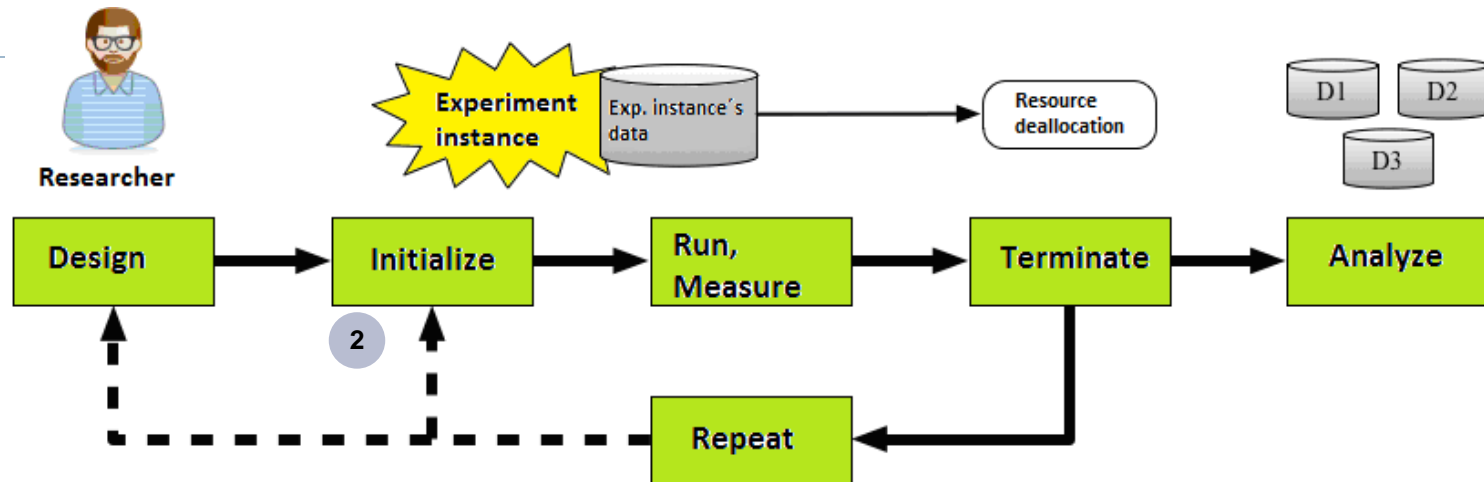 Researcher
Experiment
instance
Exp. instance´s
data
Resource
deallocation
D1
D2
D3
Design
Initialize
Run,
Measure
Terminate
Analyze
2
Repeat